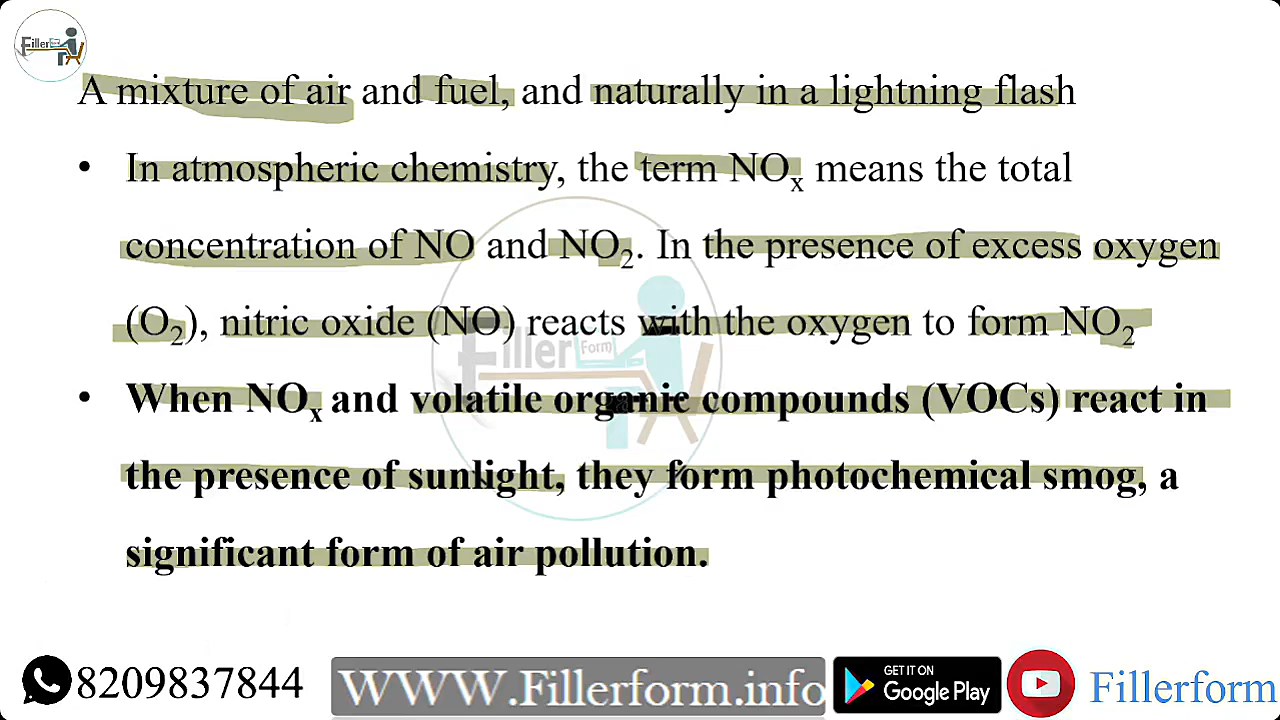 Filler Form
A mixture of air and fuel, and naturally in a lightning flash
• In atmospheric chemistry, the term NOₓ means the total
concentration of NO and NO₂. In the presence of excess oxygen
(O₂), nitric oxide (NO) reacts with the oxygen to form NO₂
Filler Form
• When NOₓ and volatile organic compounds (VOCs) react in
the presence of sunlight, they form photochemical smog, a
significant form of air pollution.
8209837844 WWW.Fillerform.info GET IT ON Google Play Fillerform